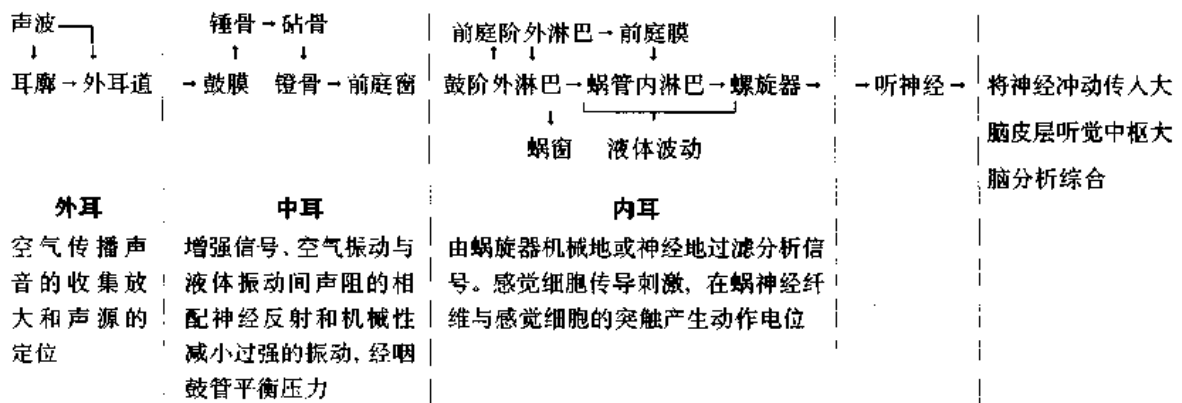 声波 锤骨→砧骨 前庭阶外淋巴→前庭膜
耳廓→外耳道 →鼓膜 镫骨→前庭窗 鼓阶外淋巴→蜗管内淋巴→螺旋器→ →听神经→ 将神经冲动传人大
蜗窗 液体波动 脑皮层听觉中枢大
脑分析综合
外耳 中耳 内耳
空气传播声
音的收集放
大和声源的
定位
增强信号、空气振动与
液体振动间声阻的相
配神经反射和机械性
减小过强的振动,经咽
鼓管平衡压力
由蜗旋器机械地或神经地过滤分析信
号。感觉细胞传导刺激,在蜗神经纤
维与感觉细胞的突触产生动作电位